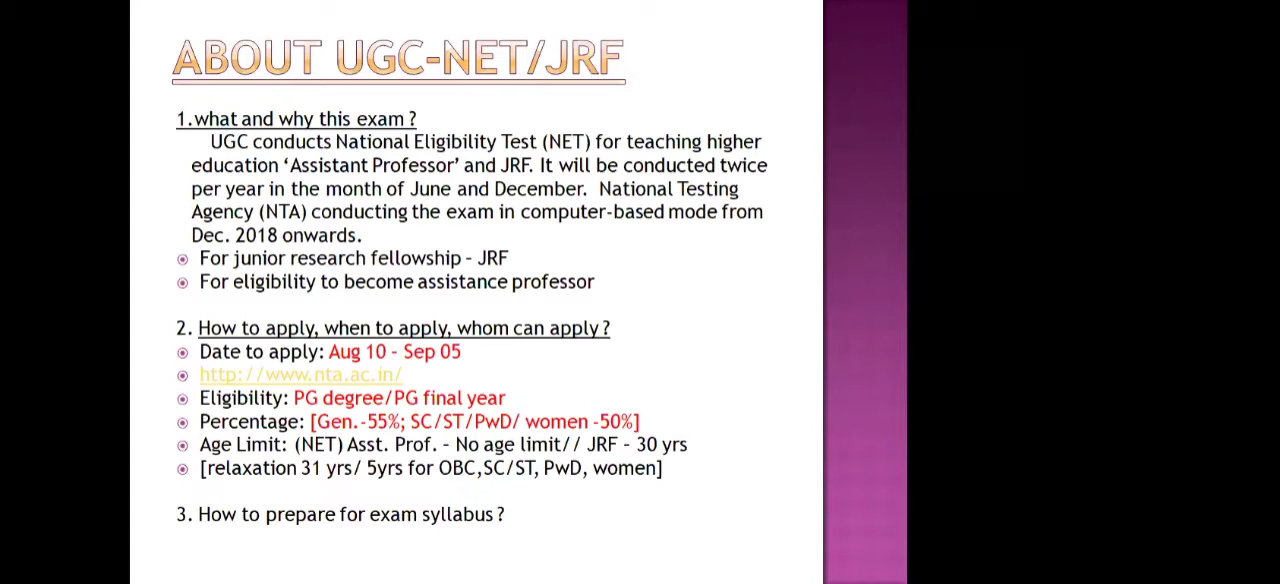 ABOUT UGC-NET/JRF
1.what and why this exam ?
UGC conducts National Eligibility Test (NET) for teaching higher
education ‘Assistant Professor’ and JRF. It will be conducted twice
per year in the month of June and December. National Testing
Agency (NTA) conducting the exam in computer-based mode from
Dec. 2018 onwards.
For junior research fellowship - JRF
For eligibility to become assistance professor
2. How to apply, when to apply, whom can apply ?
Date to apply: Aug 10 - Sep 05
http://www.nta.ac.in/
Eligibility: PG degree/PG final year
Percentage: [Gen.-55%; SC/ST/PwD/ women -50%]
Age Limit: (NET) Asst. Prof. - No age limit// JRF - 30 yrs
[relaxation 31 yrs/ 5yrs for OBC,SC/ST, PwD, women]
3. How to prepare for exam syllabus ?